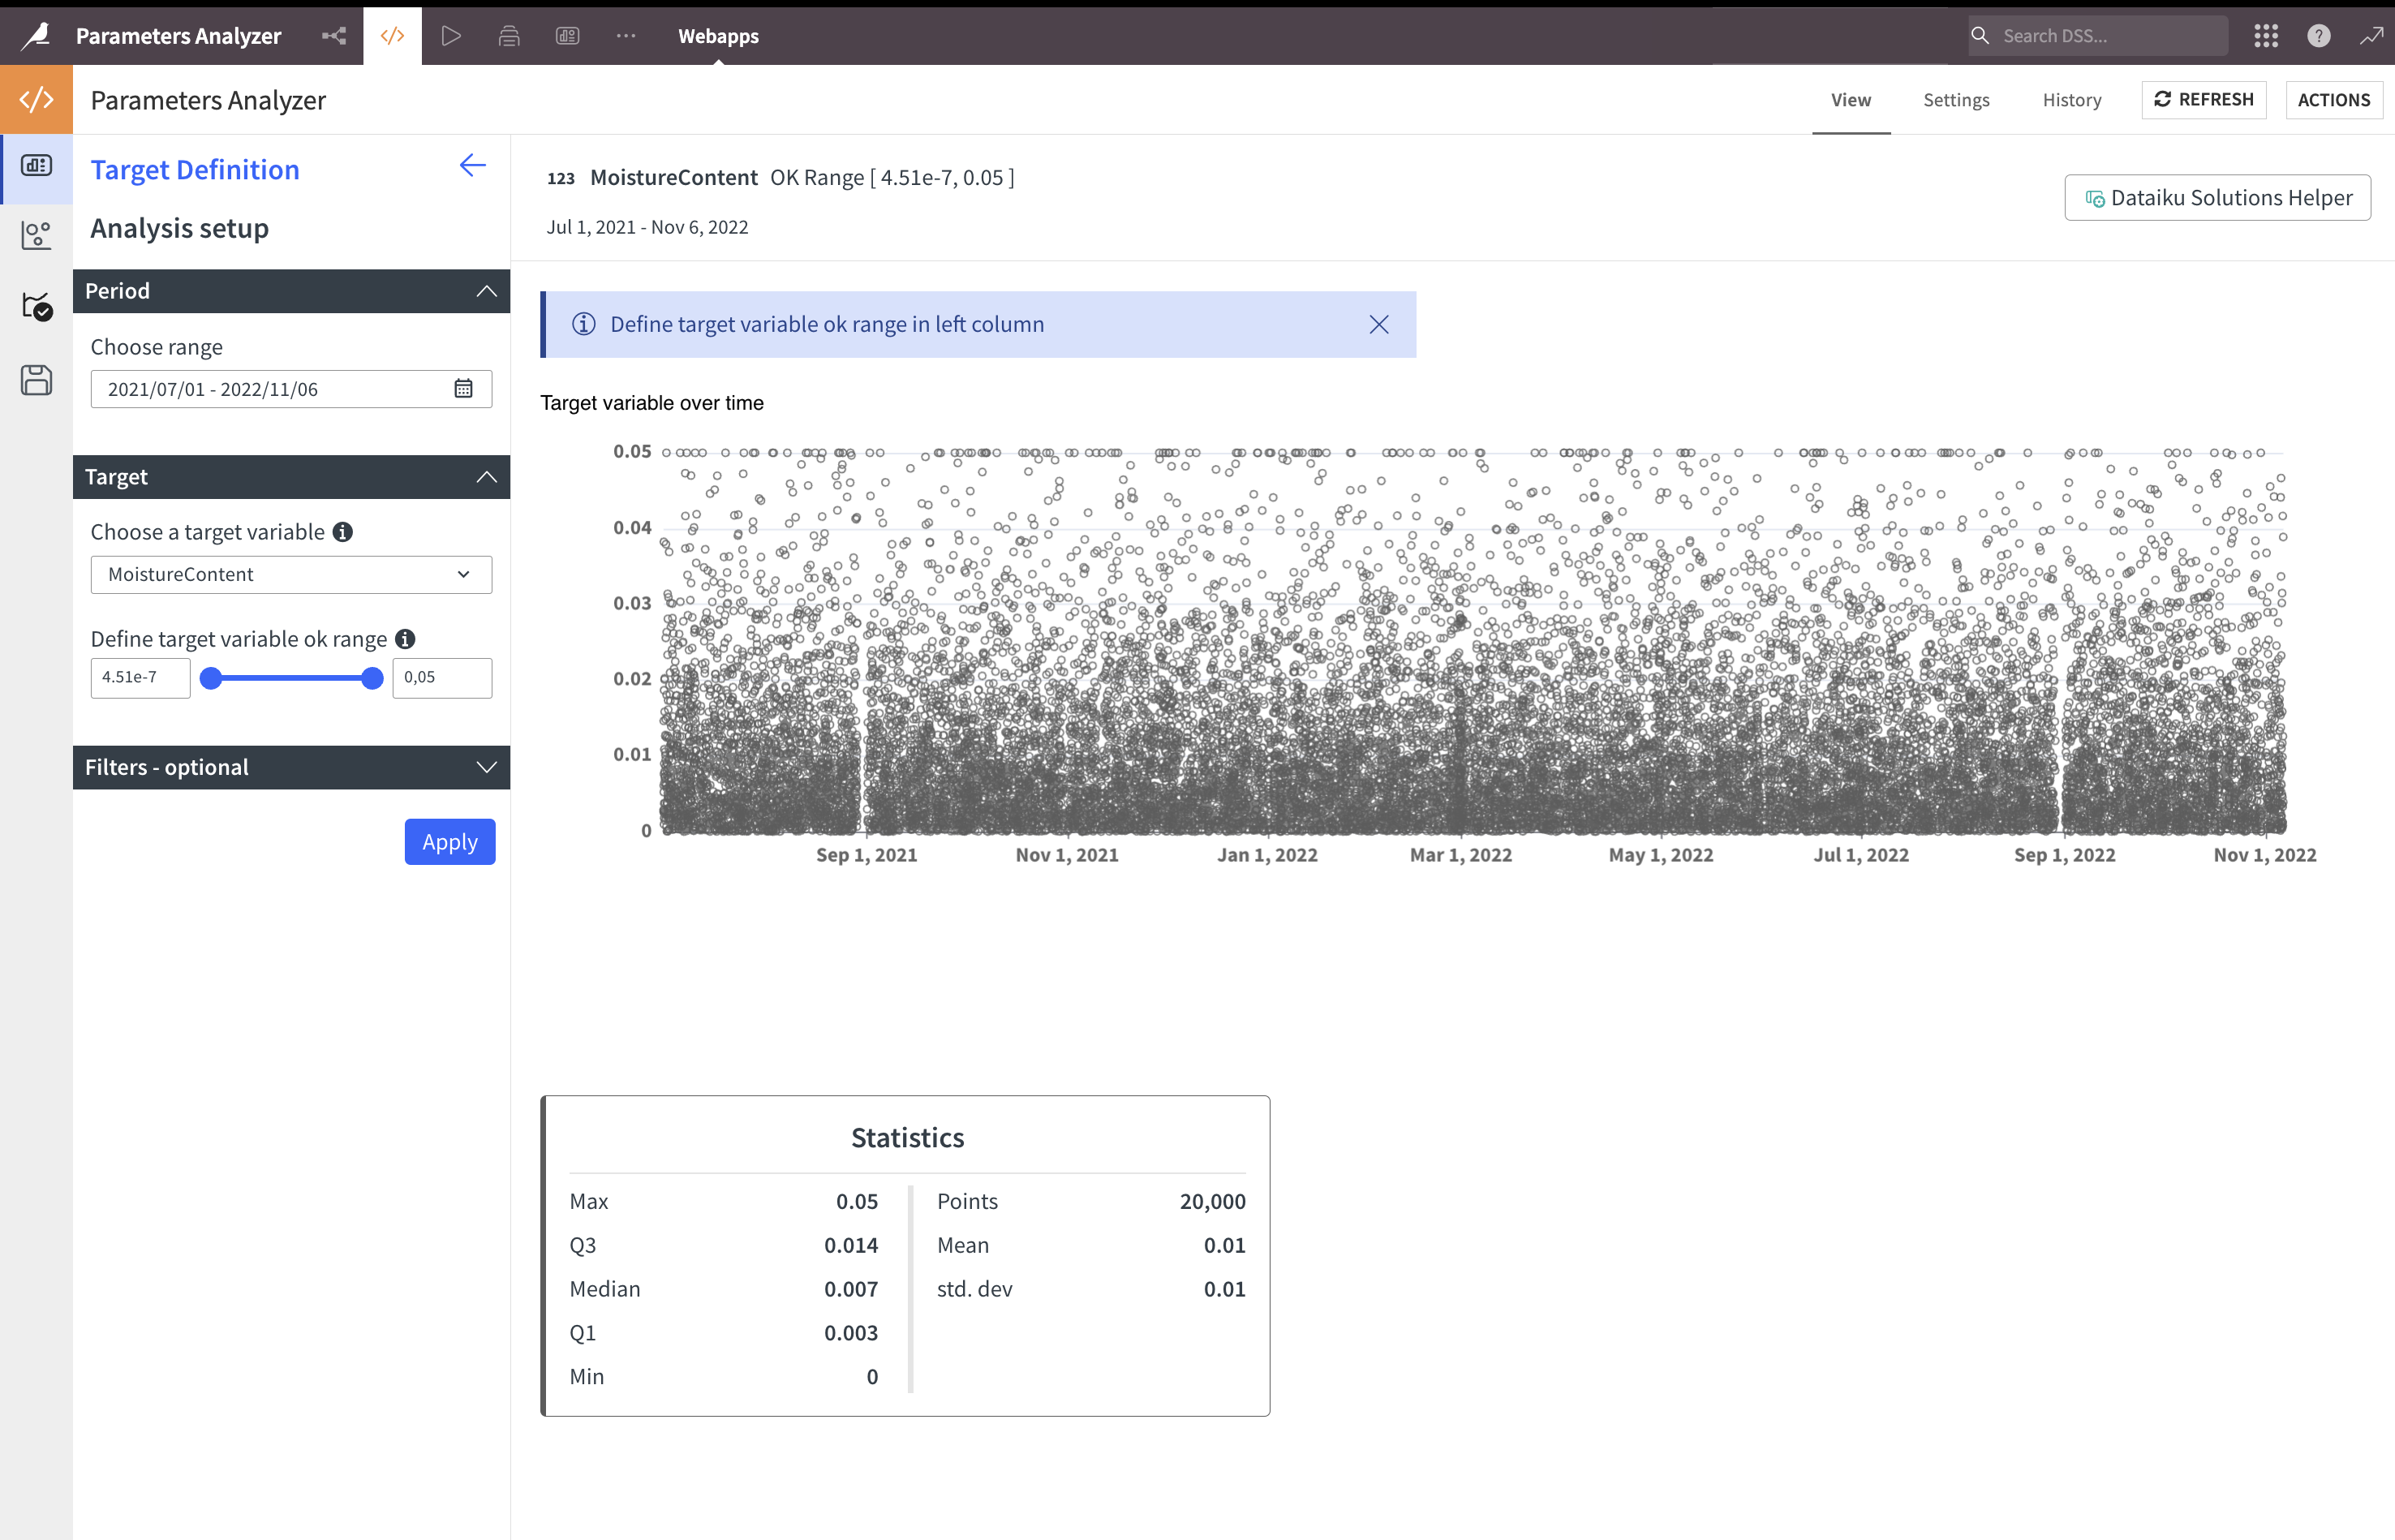 Parameters Analyzer
Webapps
Search DSS...
Parameters Analyzer
View
Settings
History
REFRESH
ACTIONS
Target Definition
Analysis setup
Period
Choose range
2021/07/01 - 2022/11/06
Target
Choose a target variable
MoistureContent
Define target variable ok range
4.51e-7
0,05
Filters - optional
Apply
123 MoistureContent OK Range [ 4.51e-7, 0.05 ]
Jul 1, 2021 - Nov 6, 2022
Dataiku Solutions Helper
Define target variable ok range in left column
Target variable over time
0.05
0.04
0.03
0.02
0.01
0
Sep 1, 2021
Nov 1, 2021
Jan 1, 2022
Mar 1, 2022
May 1, 2022
Jul 1, 2022
Sep 1, 2022
Nov 1, 2022
Statistics
Max 0.05
Q3 0.014
Median 0.007
Q1 0.003
Min 0
Points 20,000
Mean 0.01
std. dev 0.01